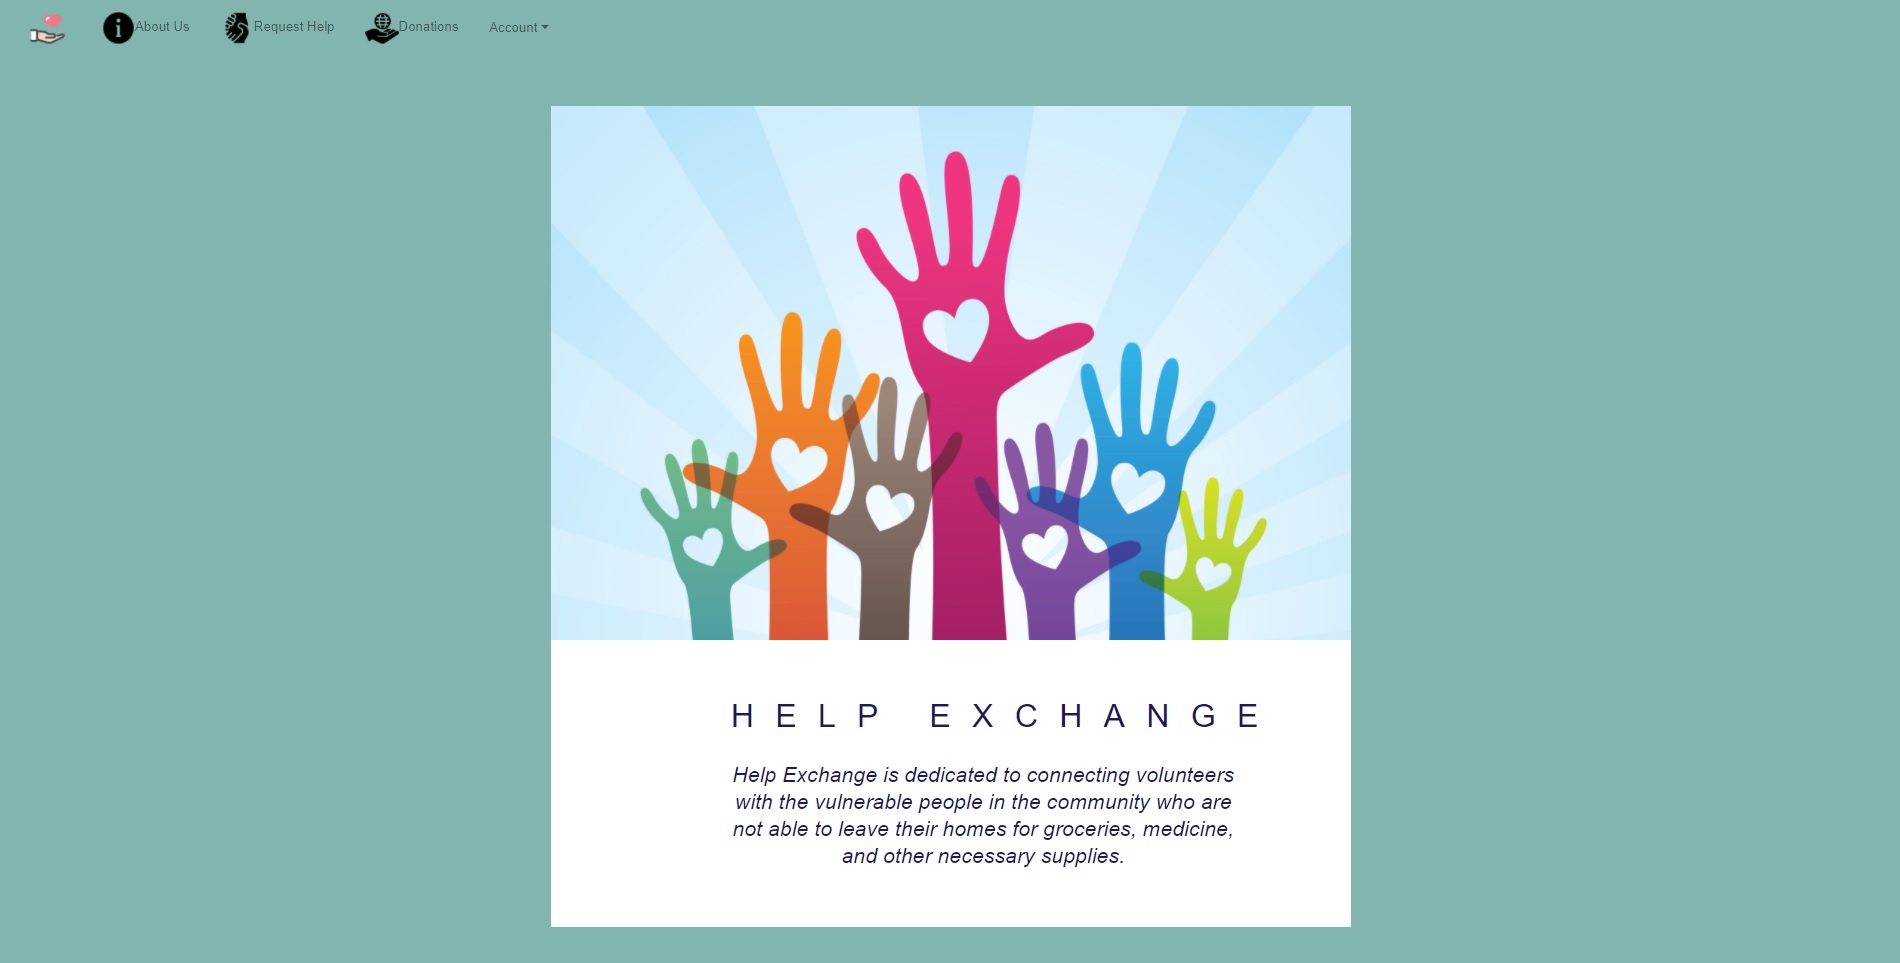 About Us Request Help Donations Account
HELP EXCHANGE
Help Exchange is dedicated to connecting volunteers
with the vulnerable people in the community who are
not able to leave their homes for groceries, medicine,
and other necessary supplies.